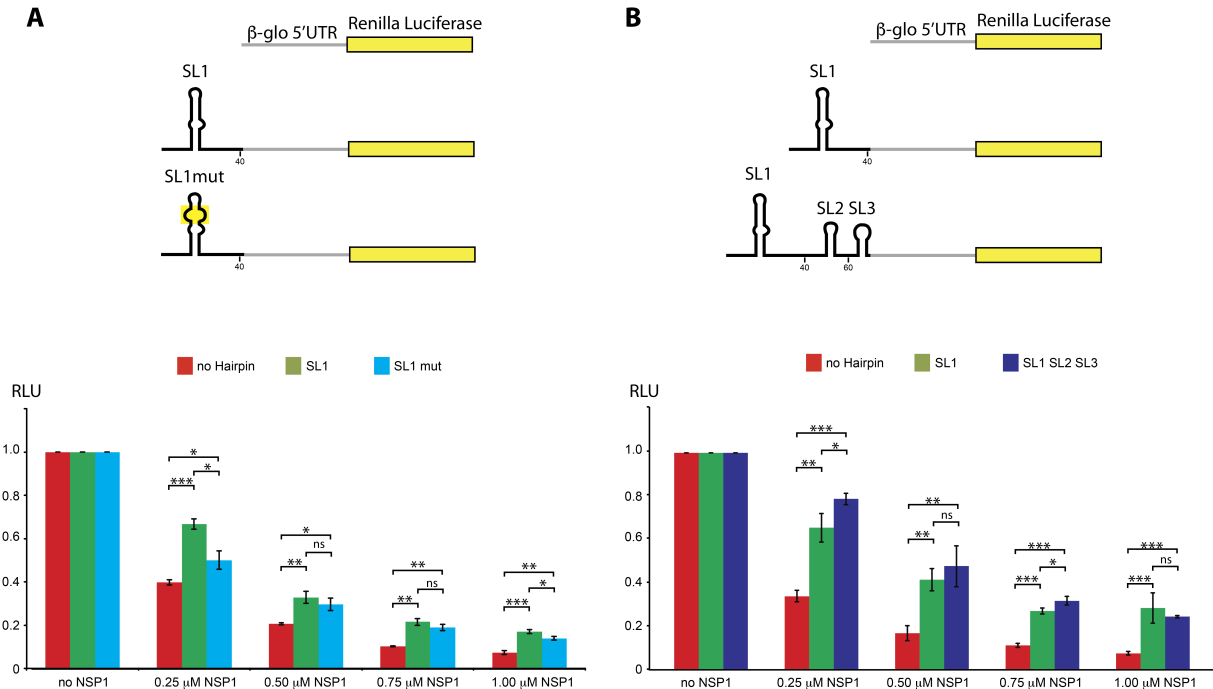 A
β-glo 5'UTR Renilla Luciferase
SL1
40
SL1mut
40
no Hairpin SL1 SL1 mut
RLU
1.0
0.8
0.6
0.4
0.2
0
*
*
***
*
ns
**
**
ns
**
**
*
***
no NSP1 0.25 μM NSP1 0.50 μM NSP1 0.75 μM NSP1 1.00 μM NSP1
B
β-glo 5'UTR Renilla Luciferase
SL1
40
SL1
SL2 SL3
40 60
no Hairpin SL1 SL1 SL2 SL3
RLU
1.0
0.8
0.6
0.4
0.2
0
***
*
**
**
ns
**
***
*
***
***
ns
***
no NSP1 0.25 μM NSP1 0.50 μM NSP1 0.75 μM NSP1 1.00 μM NSP1